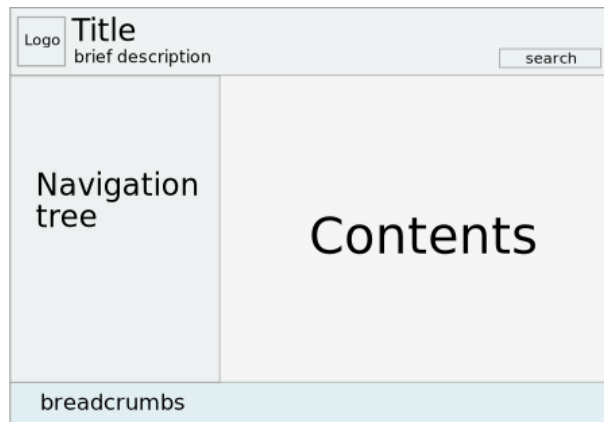 Logo
Title
brief description
search
Navigation
tree
Contents
breadcrumbs